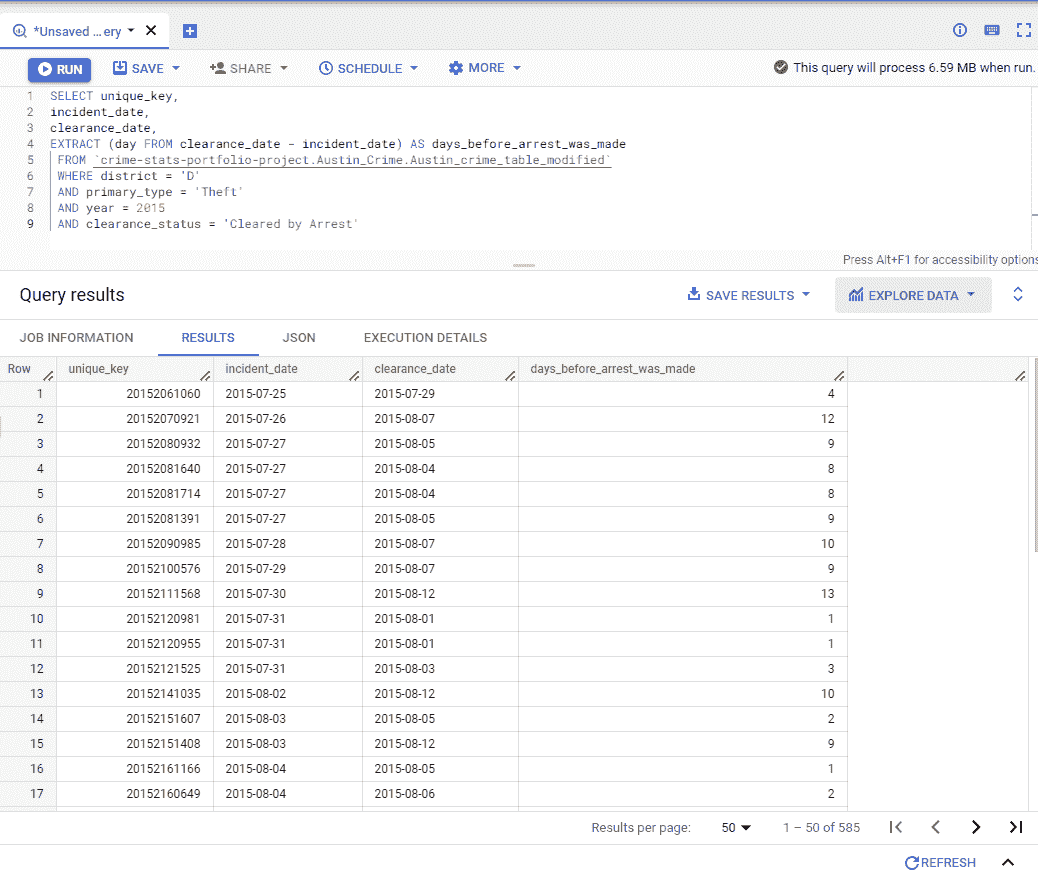 *Unsaved ...ery
RUN SAVE SHARE SCHEDULE MORE This query will process 6.59 MB when run.
1 SELECT unique_key,
2 incident_date,
3 clearance_date,
4 EXTRACT (day FROM clearance_date - incident_date) AS days_before_arrest_was_made
5 FROM `crime-stats-portfolio-project.Austin_Crime.Austin_crime_table_modified`
6 WHERE district = 'D'
7 AND primary_type = 'Theft'
8 AND year = 2015
9 AND clearance_status = 'Cleared by Arrest'
Press Alt+F1 for accessibility options
Query results SAVE RESULTS EXPLORE DATA
JOB INFORMATION RESULTS JSON EXECUTION DETAILS
Row unique_key incident_date clearance_date days_before_arrest_was_made
1 20152061060 2015-07-25 2015-07-29 4
2 20152070921 2015-07-26 2015-08-07 12
3 20152080932 2015-07-27 2015-08-05 9
4 20152081640 2015-07-27 2015-08-04 8
5 20152081714 2015-07-27 2015-08-04 8
6 20152081391 2015-07-27 2015-08-05 9
7 20152090985 2015-07-28 2015-08-07 10
8 20152100576 2015-07-29 2015-08-07 9
9 20152111568 2015-07-30 2015-08-12 13
10 20152120981 2015-07-31 2015-08-01 1
11 20152120955 2015-07-31 2015-08-01 1
12 20152121525 2015-07-31 2015-08-03 3
13 20152141035 2015-08-02 2015-08-12 10
14 20152151607 2015-08-03 2015-08-05 2
15 20152151408 2015-08-03 2015-08-12 9
16 20152161166 2015-08-04 2015-08-05 1
17 20152160649 2015-08-04 2015-08-06 2
Results per page: 50 1 – 50 of 585
REFRESH